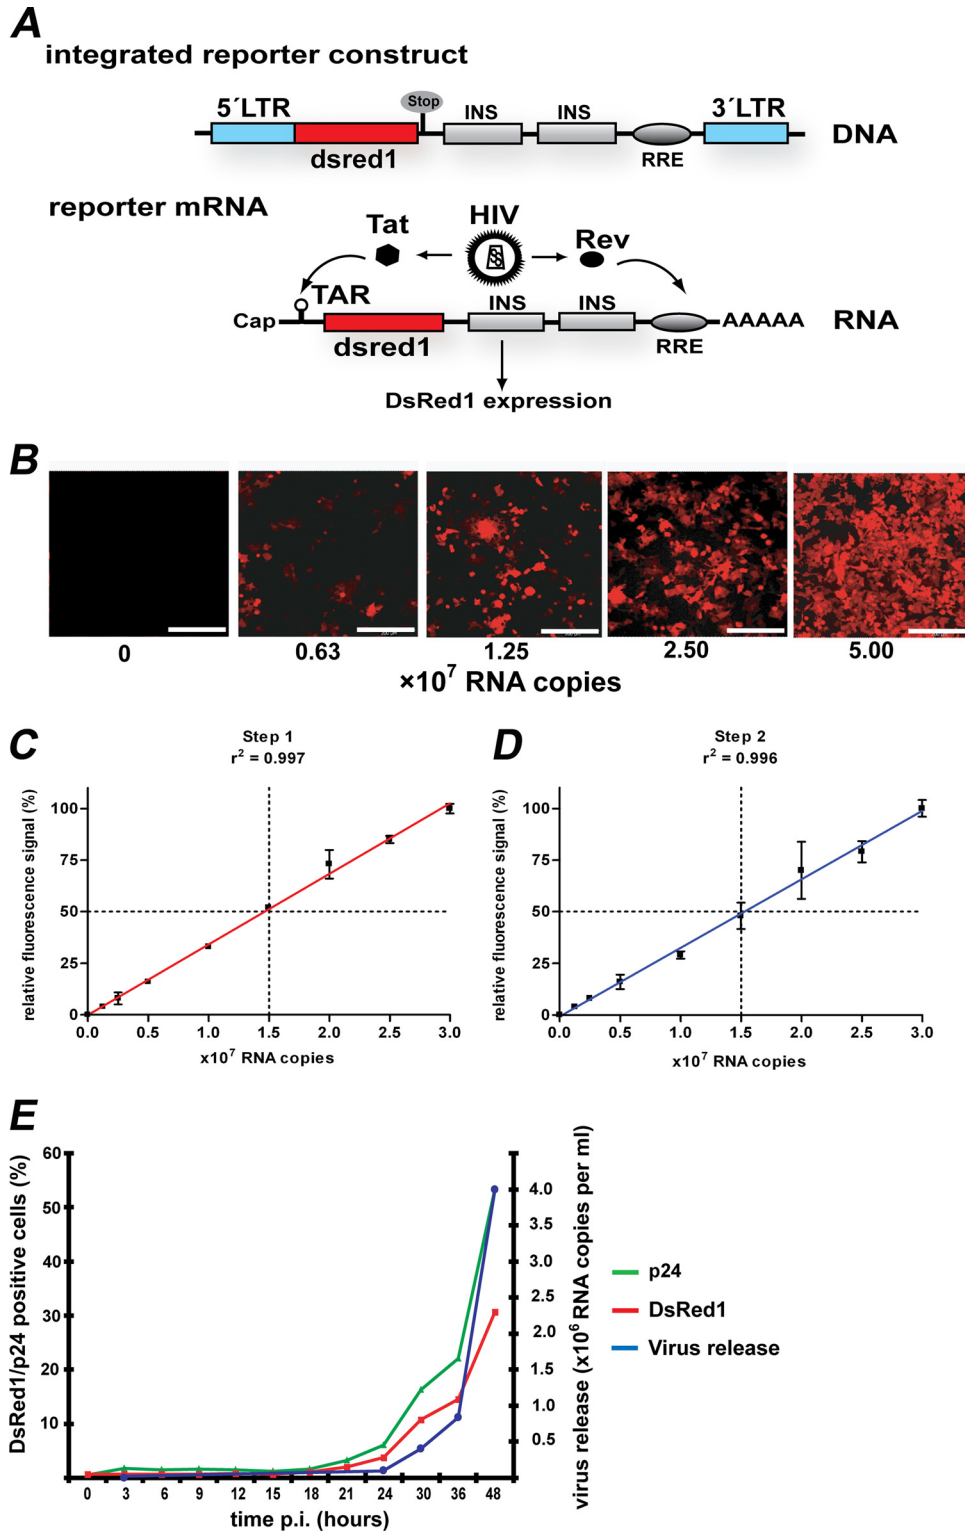 A
integrated reporter construct
5´LTR
Stop
INS
INS
3´LTR
dsred1
RRE
DNA
reporter mRNA
Tat
HIV
Rev
TAR
INS
INS
Cap
AAAAA
RNA
dsred1
RRE
DsRed1 expression
B
0
0.63
1.25
2.50
5.00
×10⁷ RNA copies
C
Step 1
r² = 0.997
relative fluorescence signal (%)
100
75
50
25
0
0.0 0.5 1.0 1.5 2.0 2.5 3.0
x10⁷ RNA copies
D
Step 2
r² = 0.996
relative fluorescence signal (%)
100
75
50
25
0
0.0 0.5 1.0 1.5 2.0 2.5 3.0
x10⁷ RNA copies
E
DsRed1/p24 positive cells (%)
60
50
40
30
20
10
0 3 6 9 12 15 18 21 24 30 36 48
time p.i. (hours)
4.0
3.5
3.0
2.5
2.0
1.5
1.0
0.5
virus release (x10⁶ RNA copies per ml)
p24
DsRed1
Virus release